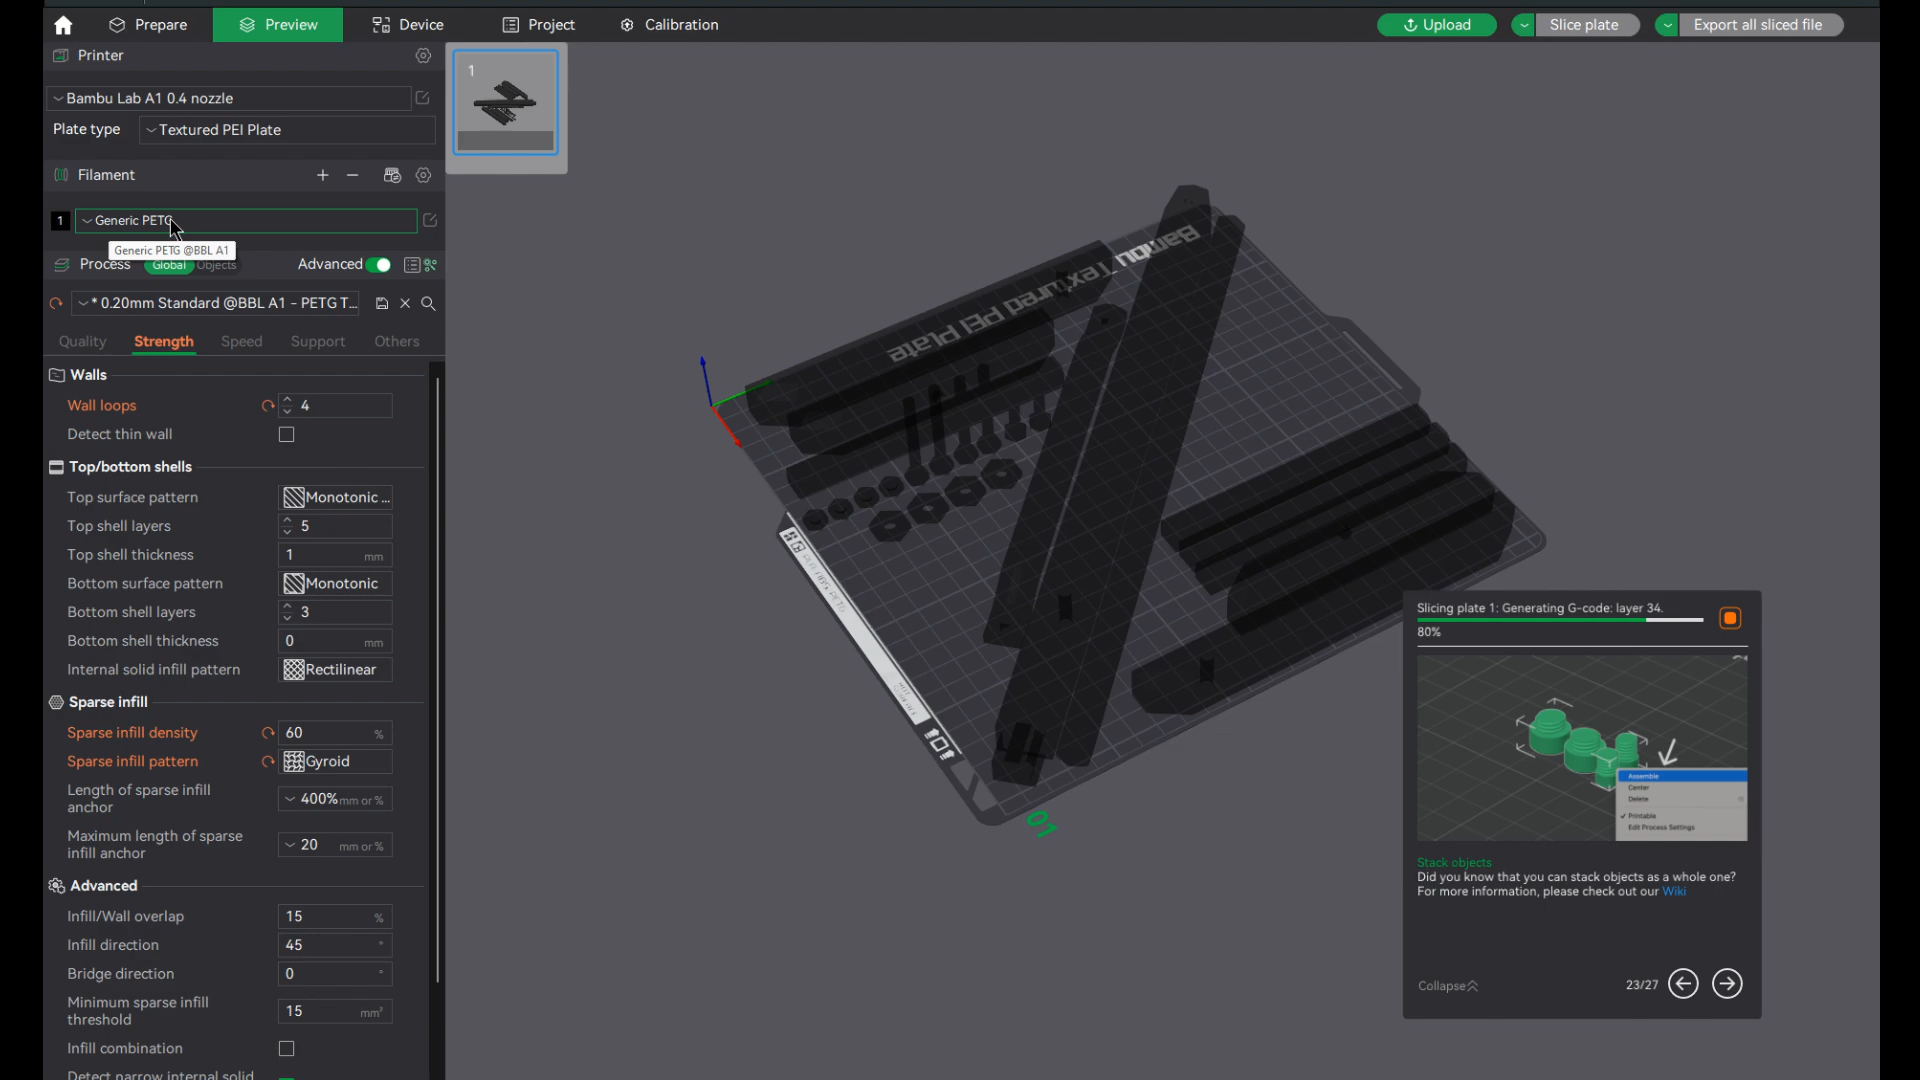 Prepare
Preview
Device
Project
Calibration
Upload
Slice plate
Export all sliced file
Printer
Bambu Lab A1 0.4 nozzle
Plate type
Textured PEI Plate
Filament
1
Generic PETG
Generic PETG @BBL A1
Process
Global
Objects
Advanced
* 0.20mm Standard @BBL A1 - PETG T...
Quality
Strength
Speed
Support
Others
Walls
Wall loops
4
Detect thin wall
Top/bottom shells
Top surface pattern
Monotonic ...
Top shell layers
5
Top shell thickness
1 mm
Bottom surface pattern
Monotonic
Bottom shell layers
3
Bottom shell thickness
0 mm
Internal solid infill pattern
Rectilinear
Sparse infill
Sparse infill density
60 %
Sparse infill pattern
Gyroid
Length of sparse infill
anchor
400% mm or %
Maximum length of sparse
infill anchor
20 mm or %
Advanced
Infill/Wall overlap
15 %
Infill direction
45 °
Bridge direction
0 °
Minimum sparse infill
threshold
15 mm²
Infill combination
Detect narrow internal solid
1
Bambu Textured PEI Plate
01
Slicing plate 1: Generating G-code: layer 34.
80%
Assemble
Center
Delete
Printable
Edit Process Settings
Stack objects
Did you know that you can stack objects as a whole one?
For more information, please check out our Wiki
Collapse
23/27